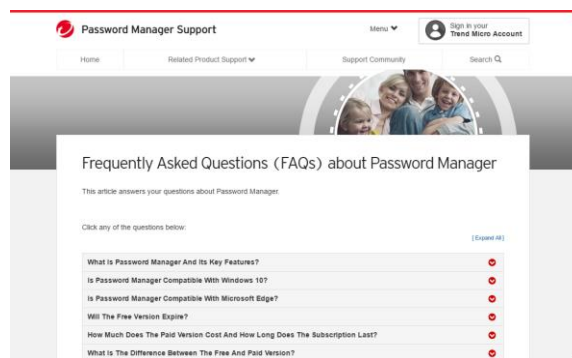 Password Manager Support
Menu
Sign in your
Trend Micro Account
Home
Related Product Support
Support Community
Search
Frequently Asked Questions (FAQs) about Password Manager
This article answers your questions about Password Manager
Click any of the questions below:
[ Expand All ]
What Is Password Manager And Its Key Features?
Is Password Manager Compatible With Windows 10?
Is Password Manager Compatible With Microsoft Edge?
Will The Free Version Expire?
How Much Does The Paid Version Cost And How Long Does The Subscription Last?
What Is The Difference Between The Free And Paid Version?